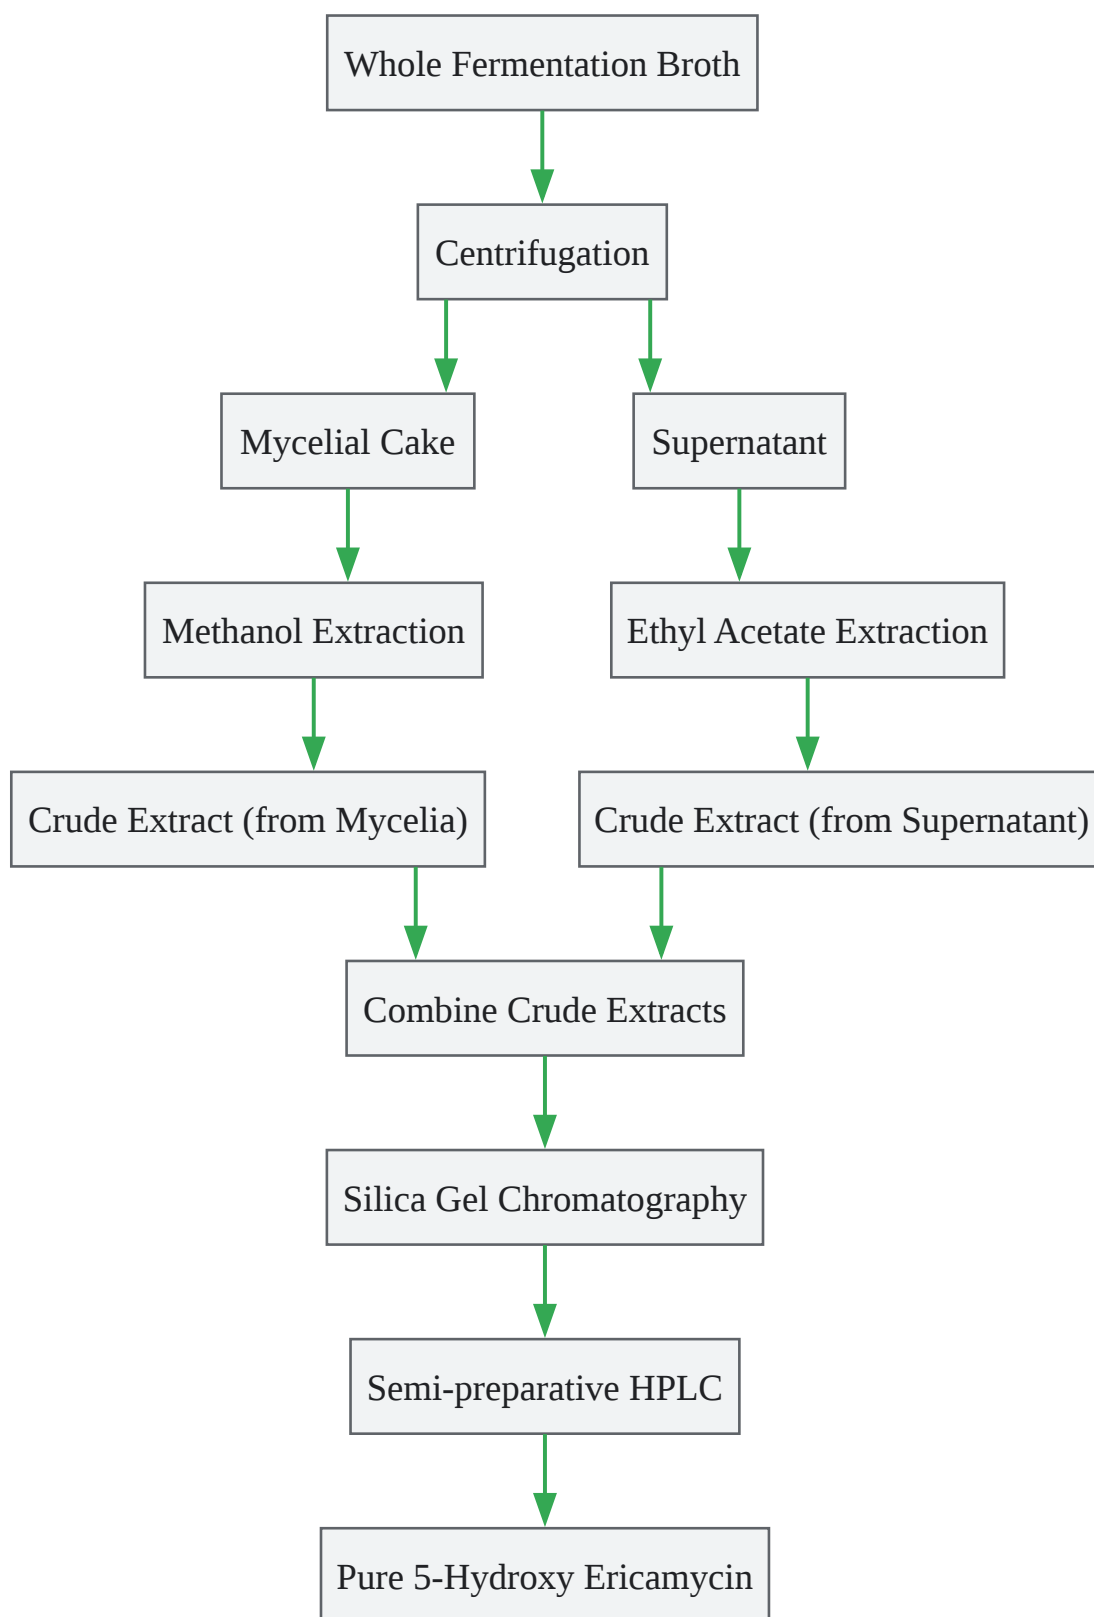 Whole Fermentation Broth
Centrifugation
Mycelial Cake
Supernatant
Methanol Extraction
Ethyl Acetate Extraction
Crude Extract (from Mycelia)
Crude Extract (from Supernatant)
Combine Crude Extracts
Silica Gel Chromatography
Semi-preparative HPLC
Pure 5-Hydroxy Ericamycin